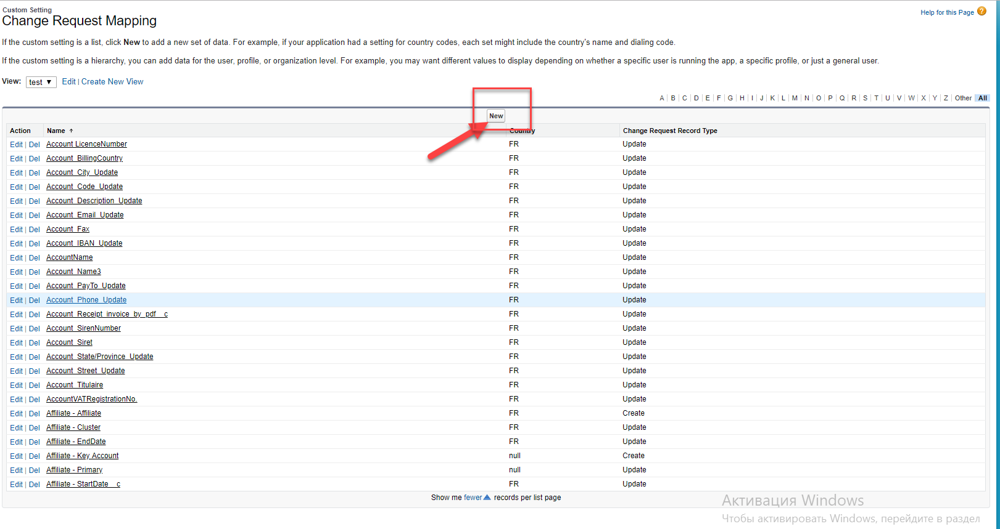 Custom Setting
Change Request Mapping
Help for this Page ?
If the custom setting is a list, click New to add a new set of data. For example, if your application had a setting for country codes, each set might include the country's name and dialing code.
If the custom setting is a hierarchy, you can add data for the user, profile, or organization level. For example, you may want different values to display depending on whether a specific user is running the app, a specific profile, or just a general user.
View: test ▼ Edit | Create New View
A | B | C | D | E | F | G | H | I | J | K | L | M | N | O | P | Q | R | S | T | U | V | W | X | Y | Z | Other | All
New
Action Name ↑ Country Change Request Record Type
Edit | Del Account LicenceNumber FR Update
Edit | Del Account_BillingCountry FR Update
Edit | Del Account_City_Update FR Update
Edit | Del Account_Code_Update FR Update
Edit | Del Account_Description_Update FR Update
Edit | Del Account_Email_Update FR Update
Edit | Del Account_Fax FR Update
Edit | Del Account_IBAN_Update FR Update
Edit | Del AccountName FR Update
Edit | Del Account_Name3 FR Update
Edit | Del Account_PayTo_Update FR Update
Edit | Del Account_Phone_Update FR Update
Edit | Del Account_Receipt_invoice_by_pdf__c FR Update
Edit | Del Account_SirenNumber FR Update
Edit | Del Account_Siret FR Update
Edit | Del Account_State/Province_Update FR Update
Edit | Del Account_Street_Update FR Update
Edit | Del Account_Titulaire FR Update
Edit | Del AccountVATRegistrationNo. FR Update
Edit | Del Affiliate - Affiliate FR Create
Edit | Del Affiliate - Cluster FR Update
Edit | Del Affiliate - EndDate FR Update
Edit | Del Affiliate - Key Account null Create
Edit | Del Affiliate - Primary null Update
Edit | Del Affiliate - StartDate__c FR Update
Show me fewer ▲ records per list page
Активация Windows
Чтобы активировать Windows, перейдите в раздел